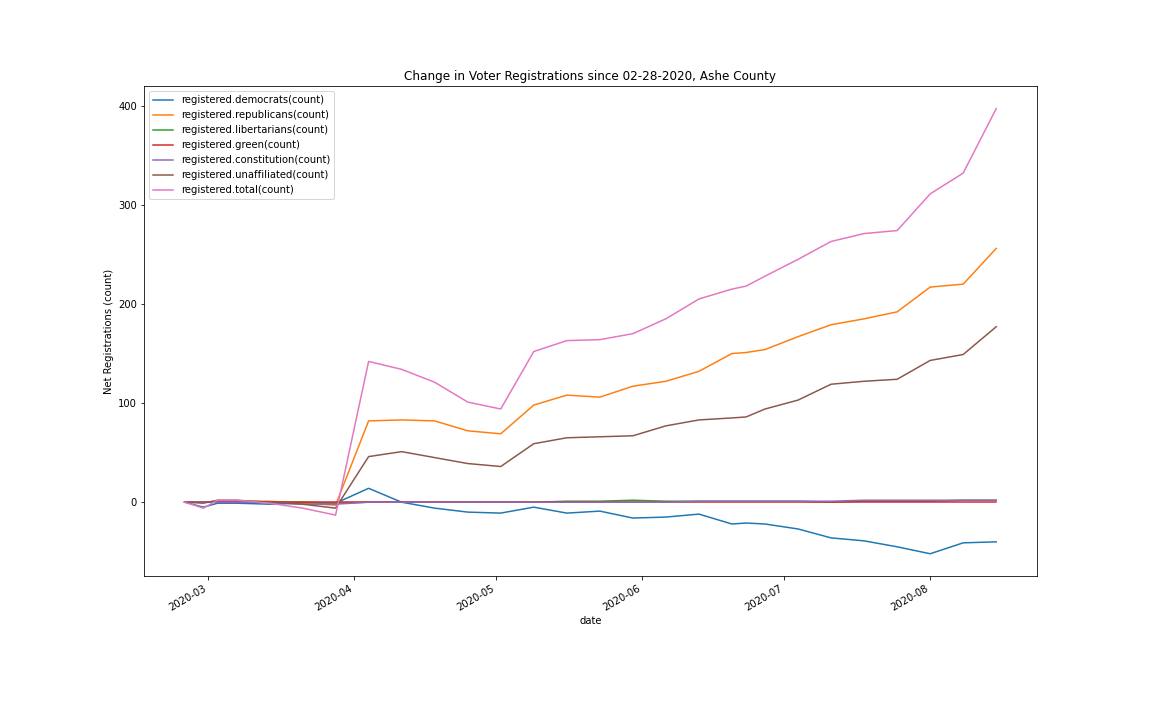 Change in Voter Registrations since 02-28-2020, Ashe County
registered.democrats(count)
registered.republicans(count)
registered.libertarians(count)
registered.green(count)
registered.constitution(count)
registered.unaffiliated(count)
registered.total(count)
Net Registrations (count)
400
300
200
100
0
2020-03
2020-04
2020-05
2020-06
2020-07
2020-08
date